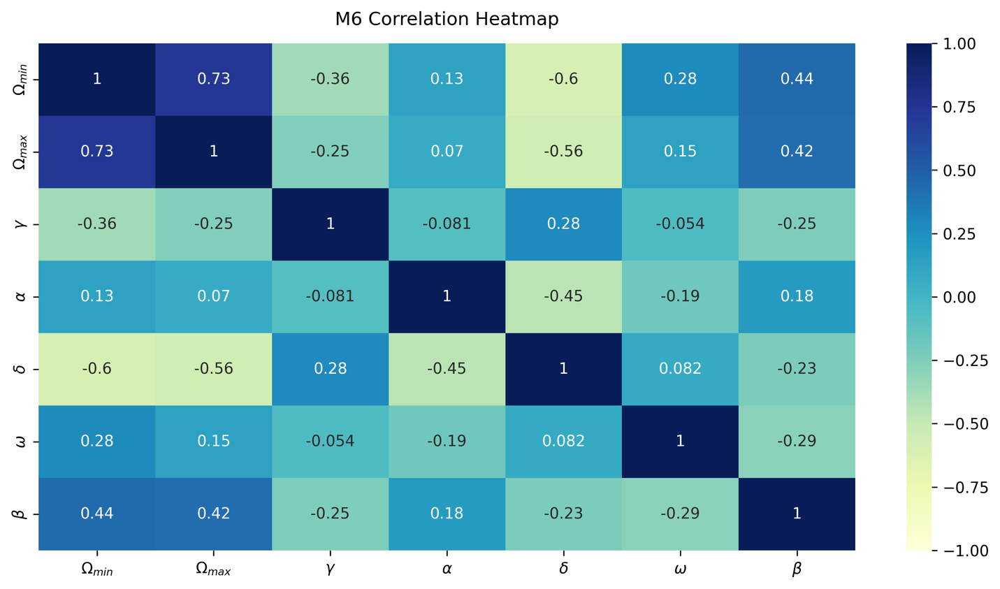 M6 Correlation Heatmap
Ωmin 1 0.73 -0.36 0.13 -0.6 0.28 0.44
Ωmax 0.73 1 -0.25 0.07 -0.56 0.15 0.42
γ -0.36 -0.25 1 -0.081 0.28 -0.054 -0.25
α 0.13 0.07 -0.081 1 -0.45 -0.19 0.18
δ -0.6 -0.56 0.28 -0.45 1 0.082 -0.23
ω 0.28 0.15 -0.054 -0.19 0.082 1 -0.29
β 0.44 0.42 -0.25 0.18 -0.23 -0.29 1
Ωmin Ωmax γ α δ ω β
1.00
0.75
0.50
0.25
0.00
−0.25
−0.50
−0.75
−1.00